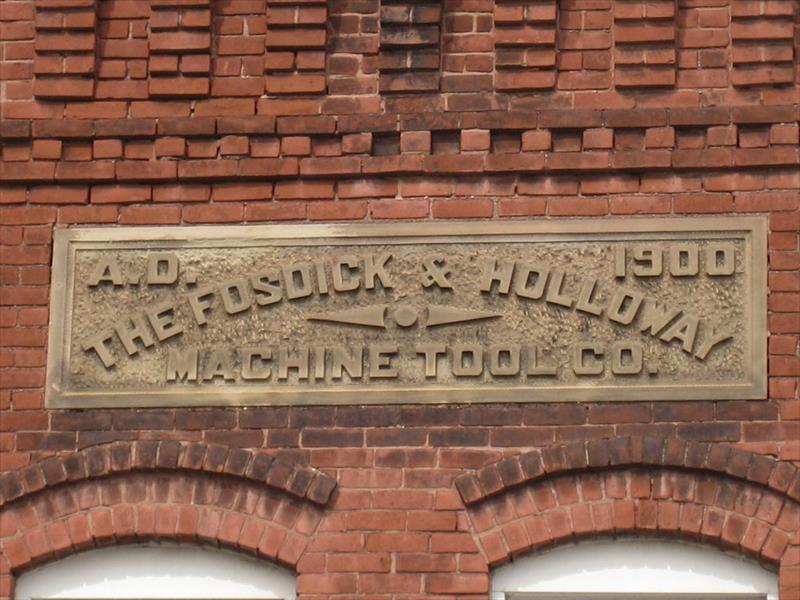 A.D. 1900
THE FOSDICK & HOLLOWAY
MACHINE TOOL CO.